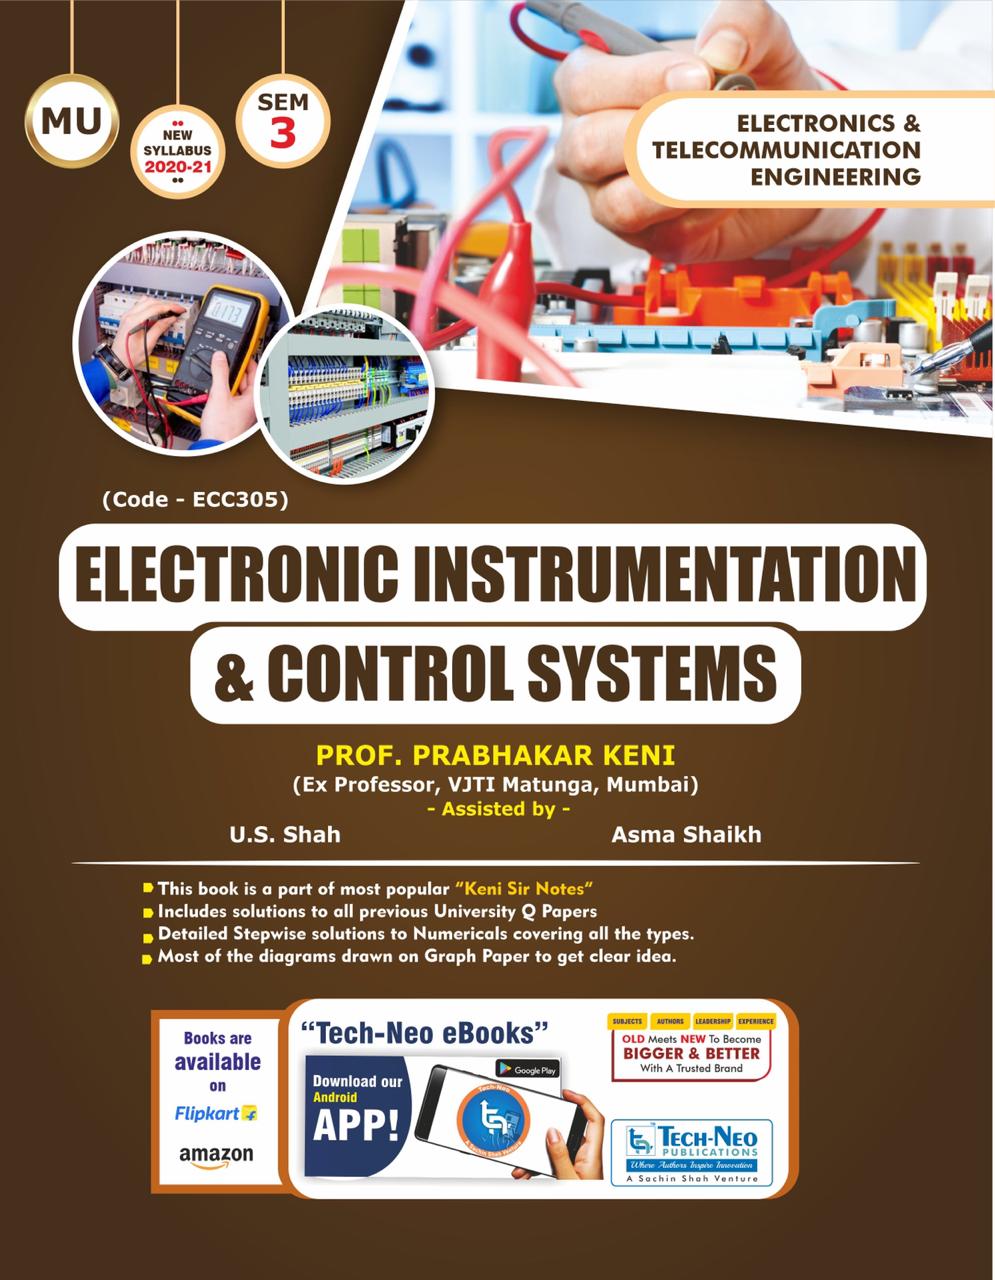 MU
NEW
SYLLABUS
2020-21
SEM
3
ELECTRONICS &
TELECOMMUNICATION
ENGINEERING
(Code - ECC305)
ELECTRONIC INSTRUMENTATION
& CONTROL SYSTEMS
PROF. PRABHAKAR KENI
(Ex Professor, VJTI Matunga, Mumbai)
- Assisted by -
U.S. Shah
Asma Shaikh
This book is a part of most popular “Keni Sir Notes”
Includes solutions to all previous University Q Papers
Detailed Stepwise solutions to Numericals covering all the types.
Most of the diagrams drawn on Graph Paper to get clear idea.
Books are
available
on
Flipkart
amazon
“Tech-Neo eBooks”
Download our
Android
APP!
Google Play
Tech-Neo
A Sachin Shah Venture
SUBJECTS AUTHORS LEADERSHIP EXPERIENCE
OLD Meets NEW To Become
BIGGER & BETTER
With A Trusted Brand
TECH-NEO
PUBLICATIONS
Where Authors Inspire Innovation
A Sachin Shah Venture